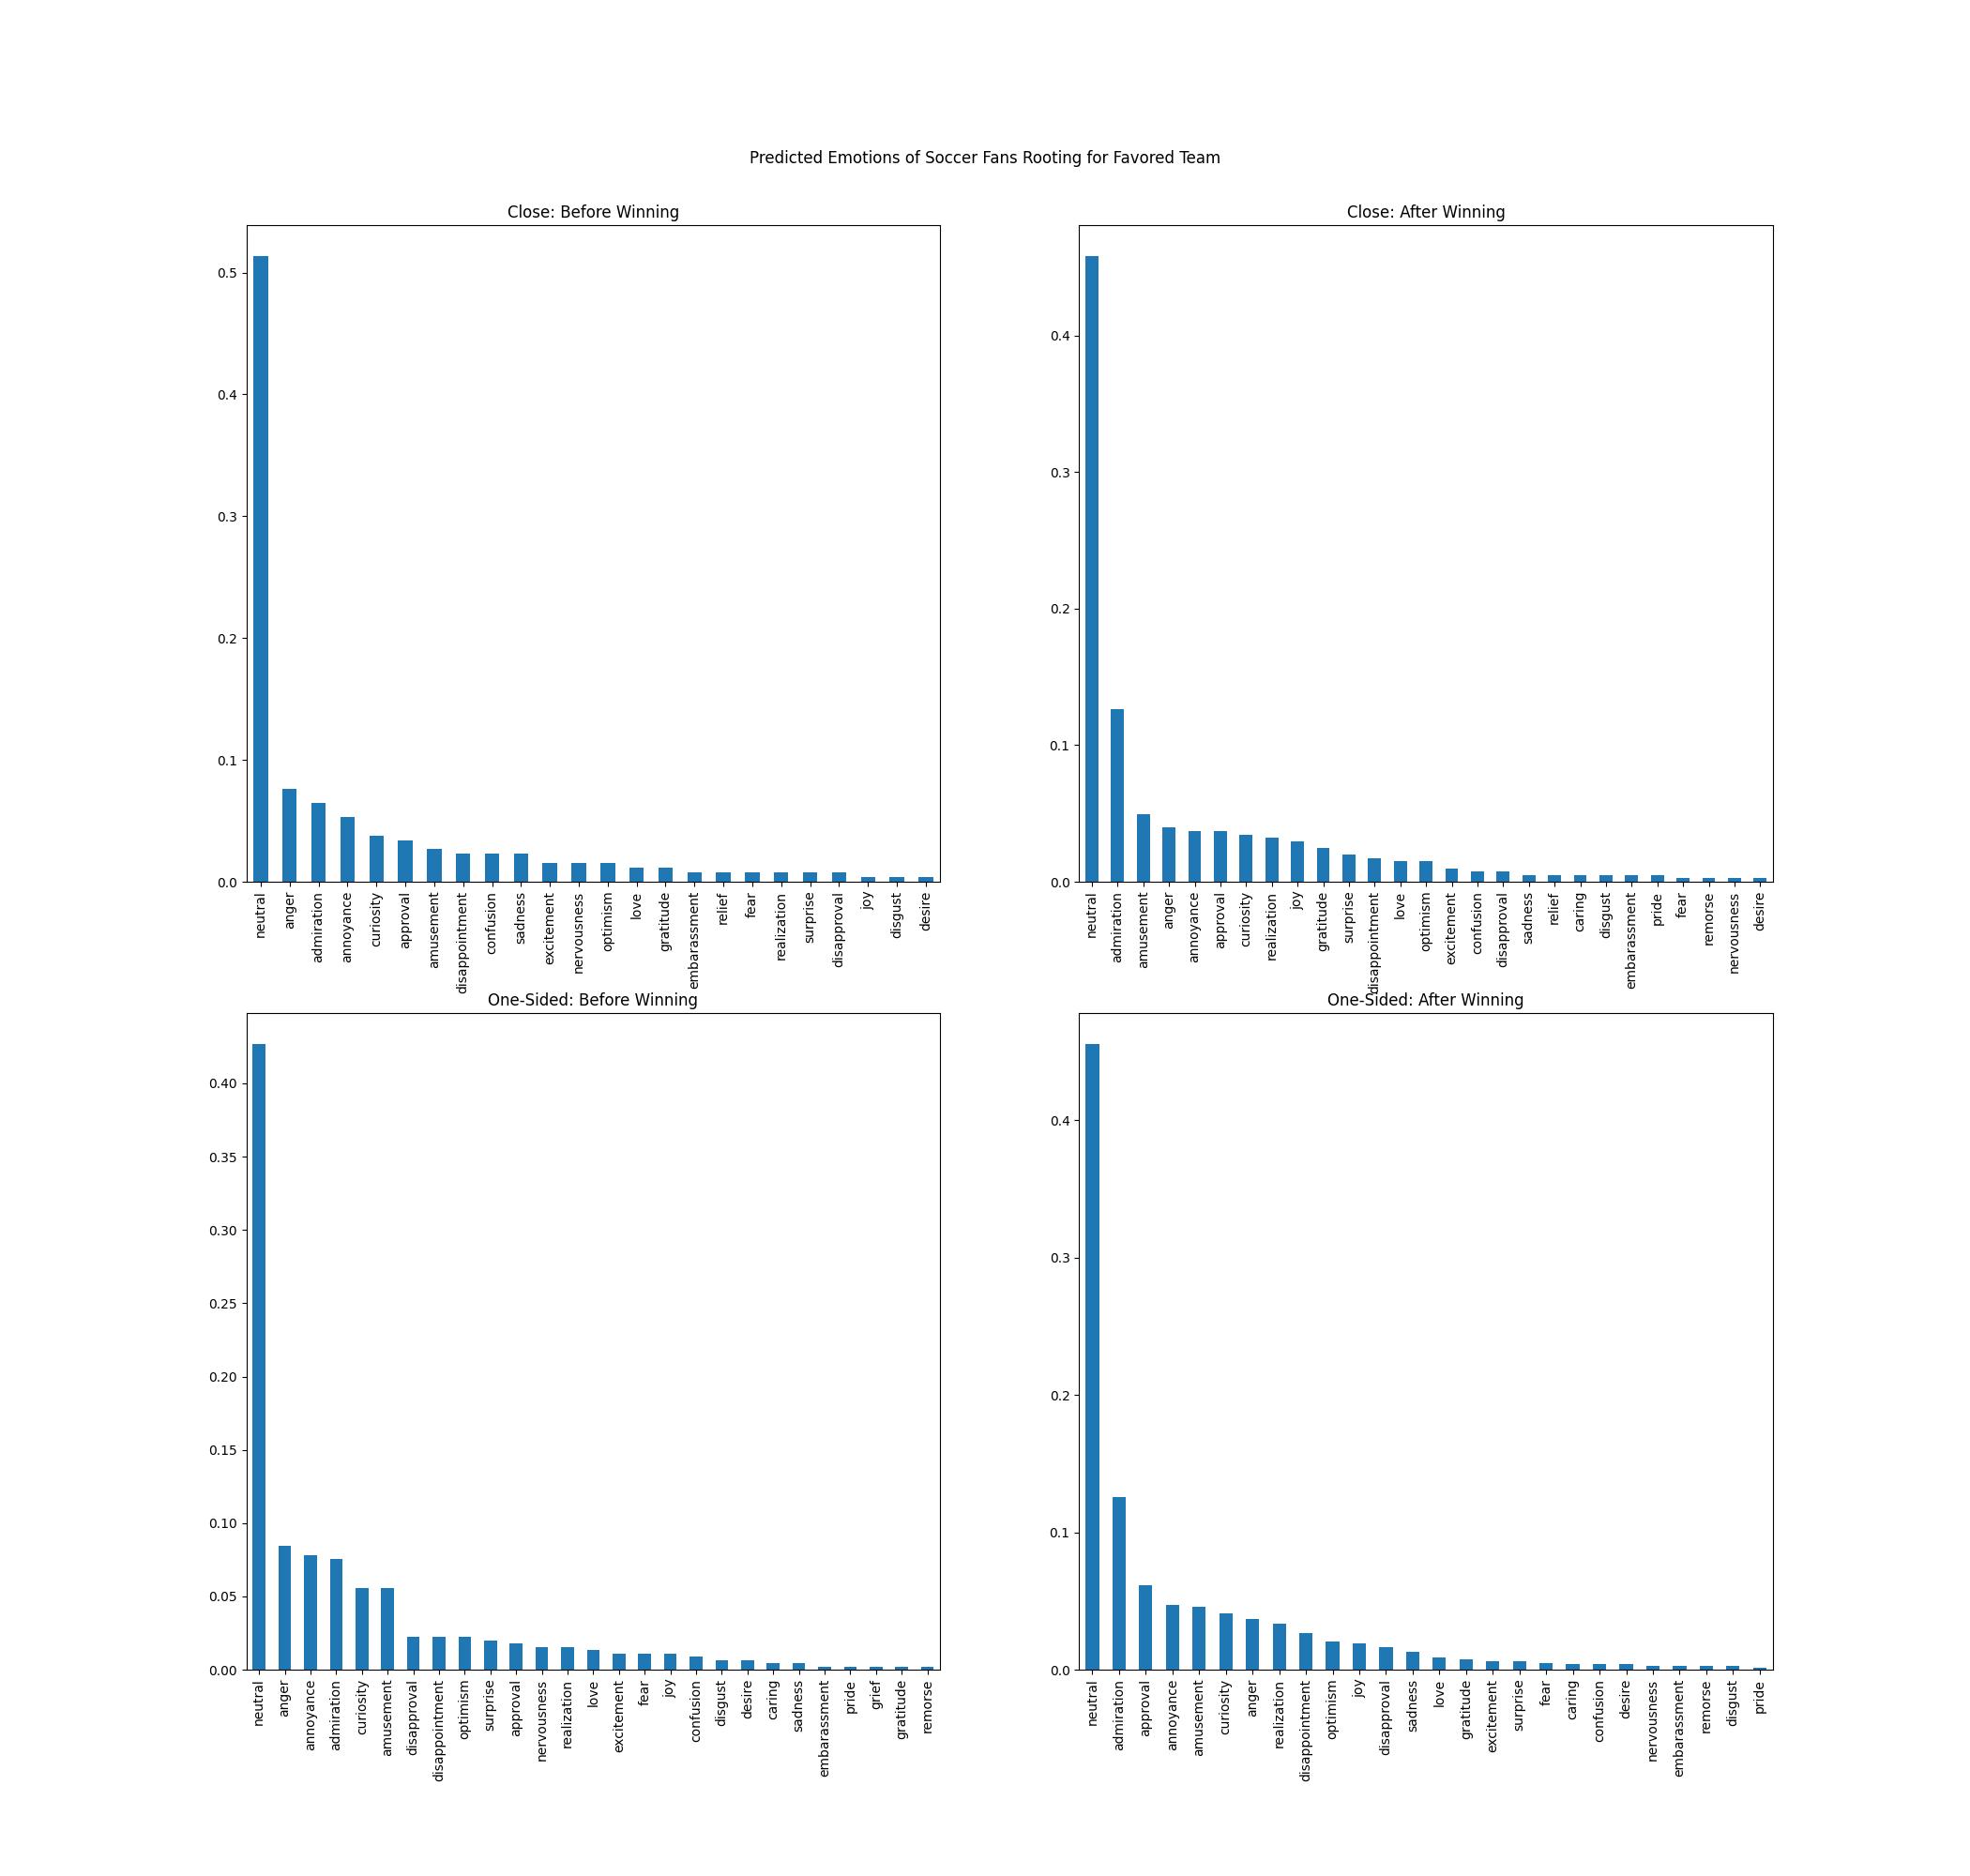 Predicted Emotions of Soccer Fans Rooting for Favored Team
Close: Before Winning
0.5
0.4
0.3
0.2
0.1
0.0
neutral
anger
admiration
annoyance
curiosity
approval
amusement
disappointment
confusion
sadness
excitement
nervousness
optimism
love
gratitude
embarassment
relief
fear
realization
surprise
disapproval
joy
disgust
desire
Close: After Winning
0.4
0.3
0.2
0.1
0.0
neutral
admiration
amusement
anger
annoyance
approval
curiosity
realization
joy
gratitude
surprise
disappointment
love
optimism
excitement
confusion
disapproval
sadness
relief
caring
disgust
embarassment
pride
fear
remorse
nervousness
desire
One-Sided: Before Winning
0.40
0.35
0.30
0.25
0.20
0.15
0.10
0.05
0.00
neutral
anger
annoyance
admiration
curiosity
amusement
disapproval
disappointment
optimism
surprise
approval
nervousness
realization
love
excitement
fear
joy
confusion
disgust
desire
caring
sadness
embarassment
pride
grief
gratitude
remorse
One-Sided: After Winning
0.4
0.3
0.2
0.1
0.0
neutral
admiration
approval
annoyance
amusement
curiosity
anger
realization
disappointment
optimism
joy
disapproval
sadness
love
gratitude
excitement
surprise
fear
caring
confusion
desire
nervousness
embarassment
remorse
disgust
pride